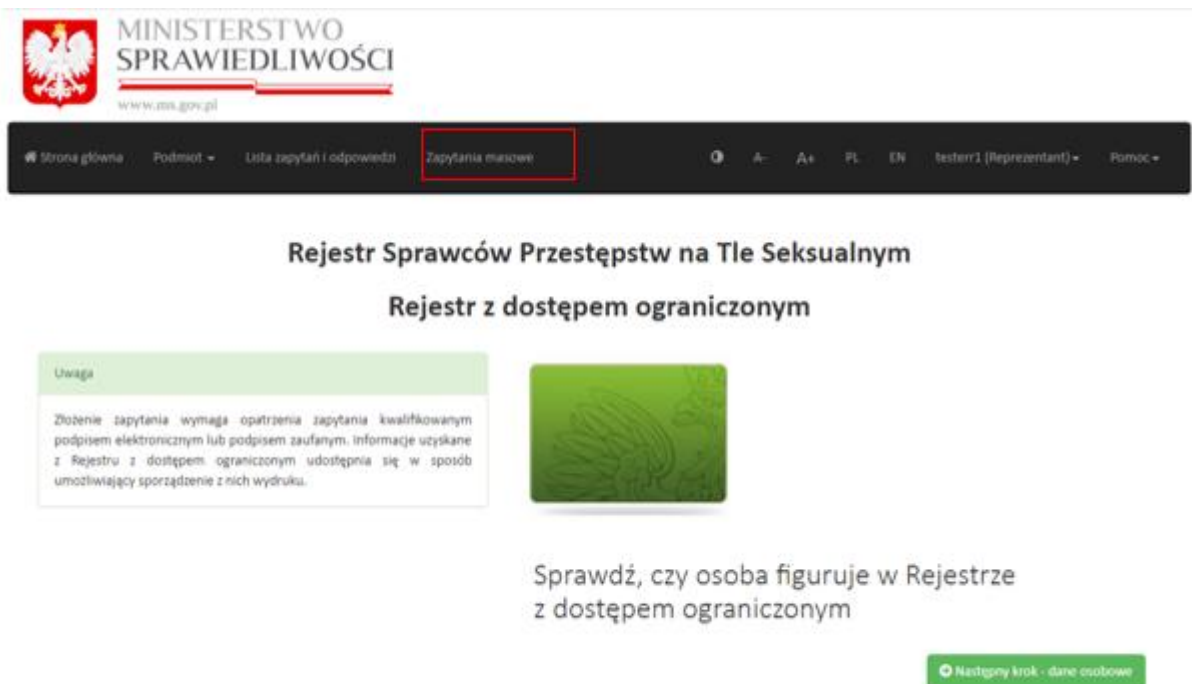 MINISTERSTWO
SPRAWIEDLIWOŚCI
www.ms.gov.pl
Strona główna Podmiot Lista zapytań i odpowiedzi Zapytania masowe A- A+ PL EN testerr1 (Reprezentant) Pomoc
Rejestr Sprawców Przestępstw na Tle Seksualnym
Rejestr z dostępem ograniczonym
Uwaga
Złożenie zapytania wymaga opatrzenia zapytania kwalifikowanym
podpisem elektronicznym lub podpisem zaufanym. Informacje uzyskane
z Rejestru z dostępem ograniczonym udostępnia się w sposób
umożliwiający sporządzenie z nich wydruku.
Sprawdź, czy osoba figuruje w Rejestrze
z dostępem ograniczonym
Następny krok - dane osobowe